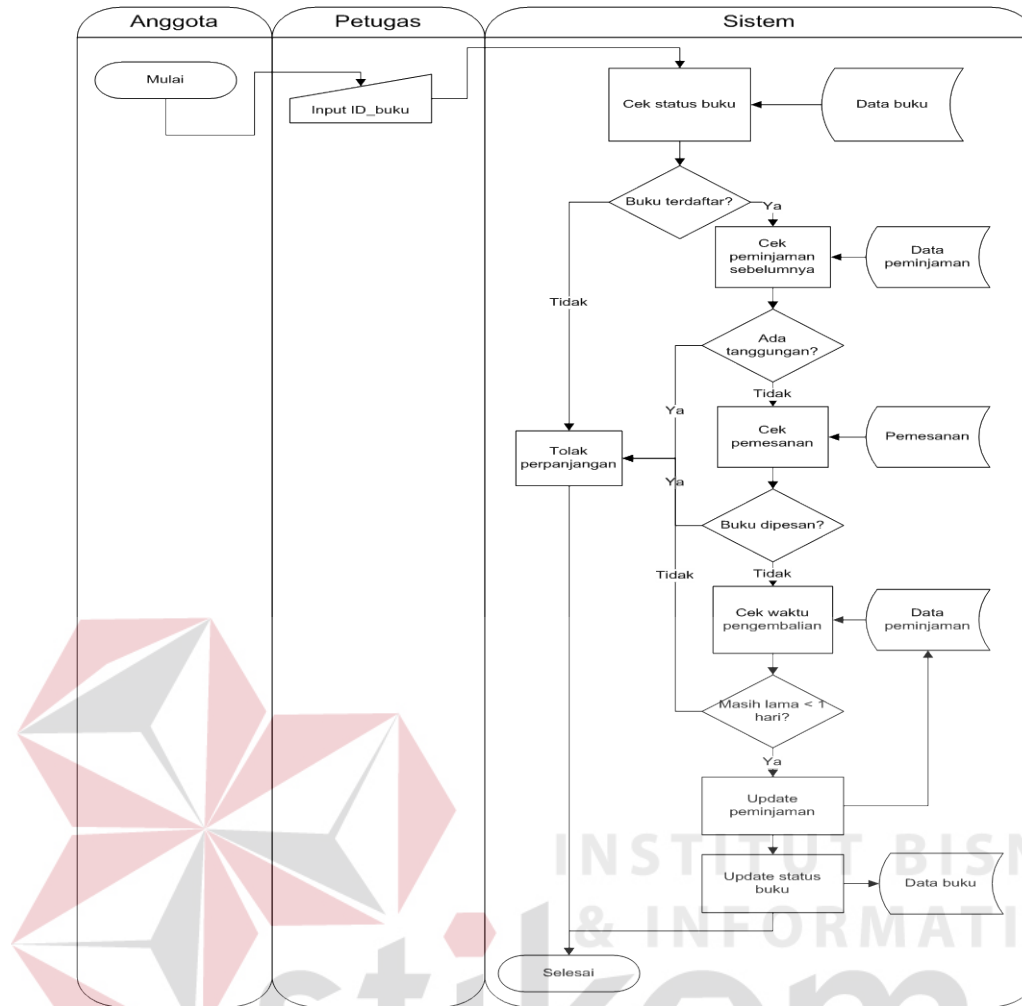 Anggota
Petugas
Sistem
Mulai
Input ID_buku
Cek status buku
Data buku
Buku terdaftar?
Ya
Cek
peminjaman
sebelumnya
Data
peminjaman
Tidak
Ada
tanggungan?
Tidak
Ya
Cek
pemesanan
Pemesanan
Tolak
perpanjangan
Ya
Buku dipesan?
Tidak
Tidak
Cek waktu
pengembalian
Data
peminjaman
Masih lama < 1
hari?
Ya
Update
peminjaman
Update status
buku
Data buku
Selesai
INSTITUT BISN
& INFORMATI
stikom